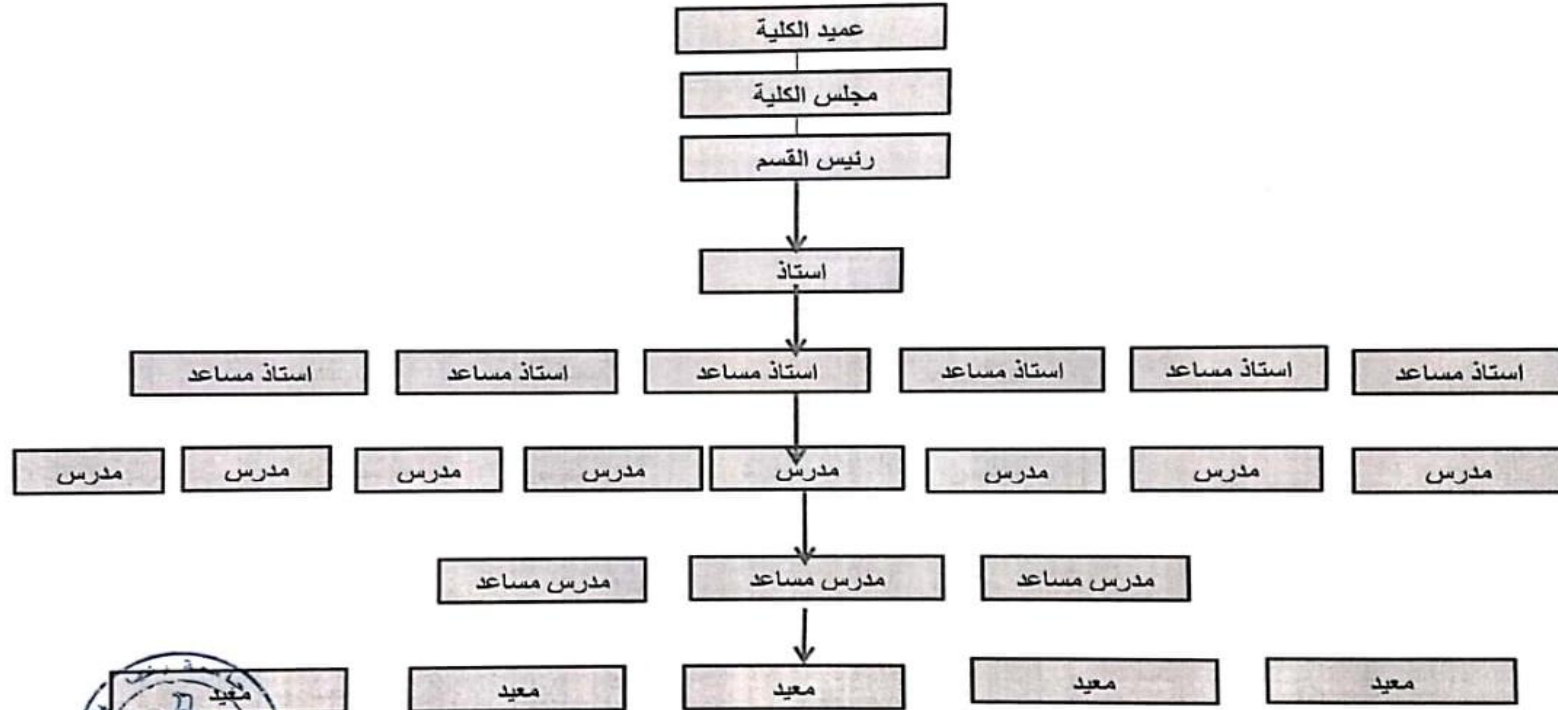 عميد الكلية
مجلس الكلية
رئيس القسم
استاذ
استاذ مساعد استاذ مساعد استاذ مساعد استاذ مساعد استاذ مساعد استاذ مساعد
مدرس مدرس مدرس مدرس مدرس مدرس مدرس مدرس
مدرس مساعد مدرس مساعد مدرس مساعد
معيد معيد معيد معيد معيد